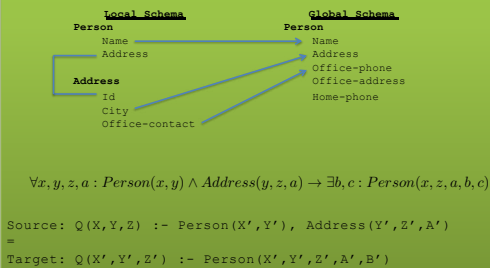 Local Schema
Global Schema
Person
Person
Name
Name
Address
Address
Office-phone
Address
Office-address
Id
Home-phone
City
Office-contact
∀x, y, z, a : Person(x, y) ∧ Address(y, z, a) → ∃b, c : Person(x, z, a, b, c)
Source: Q(X,Y,Z) :- Person(X’,Y’), Address(Y’,Z’,A’)
=
Target: Q(X’,Y’,Z’) :- Person(X’,Y’,Z’,A’,B’)